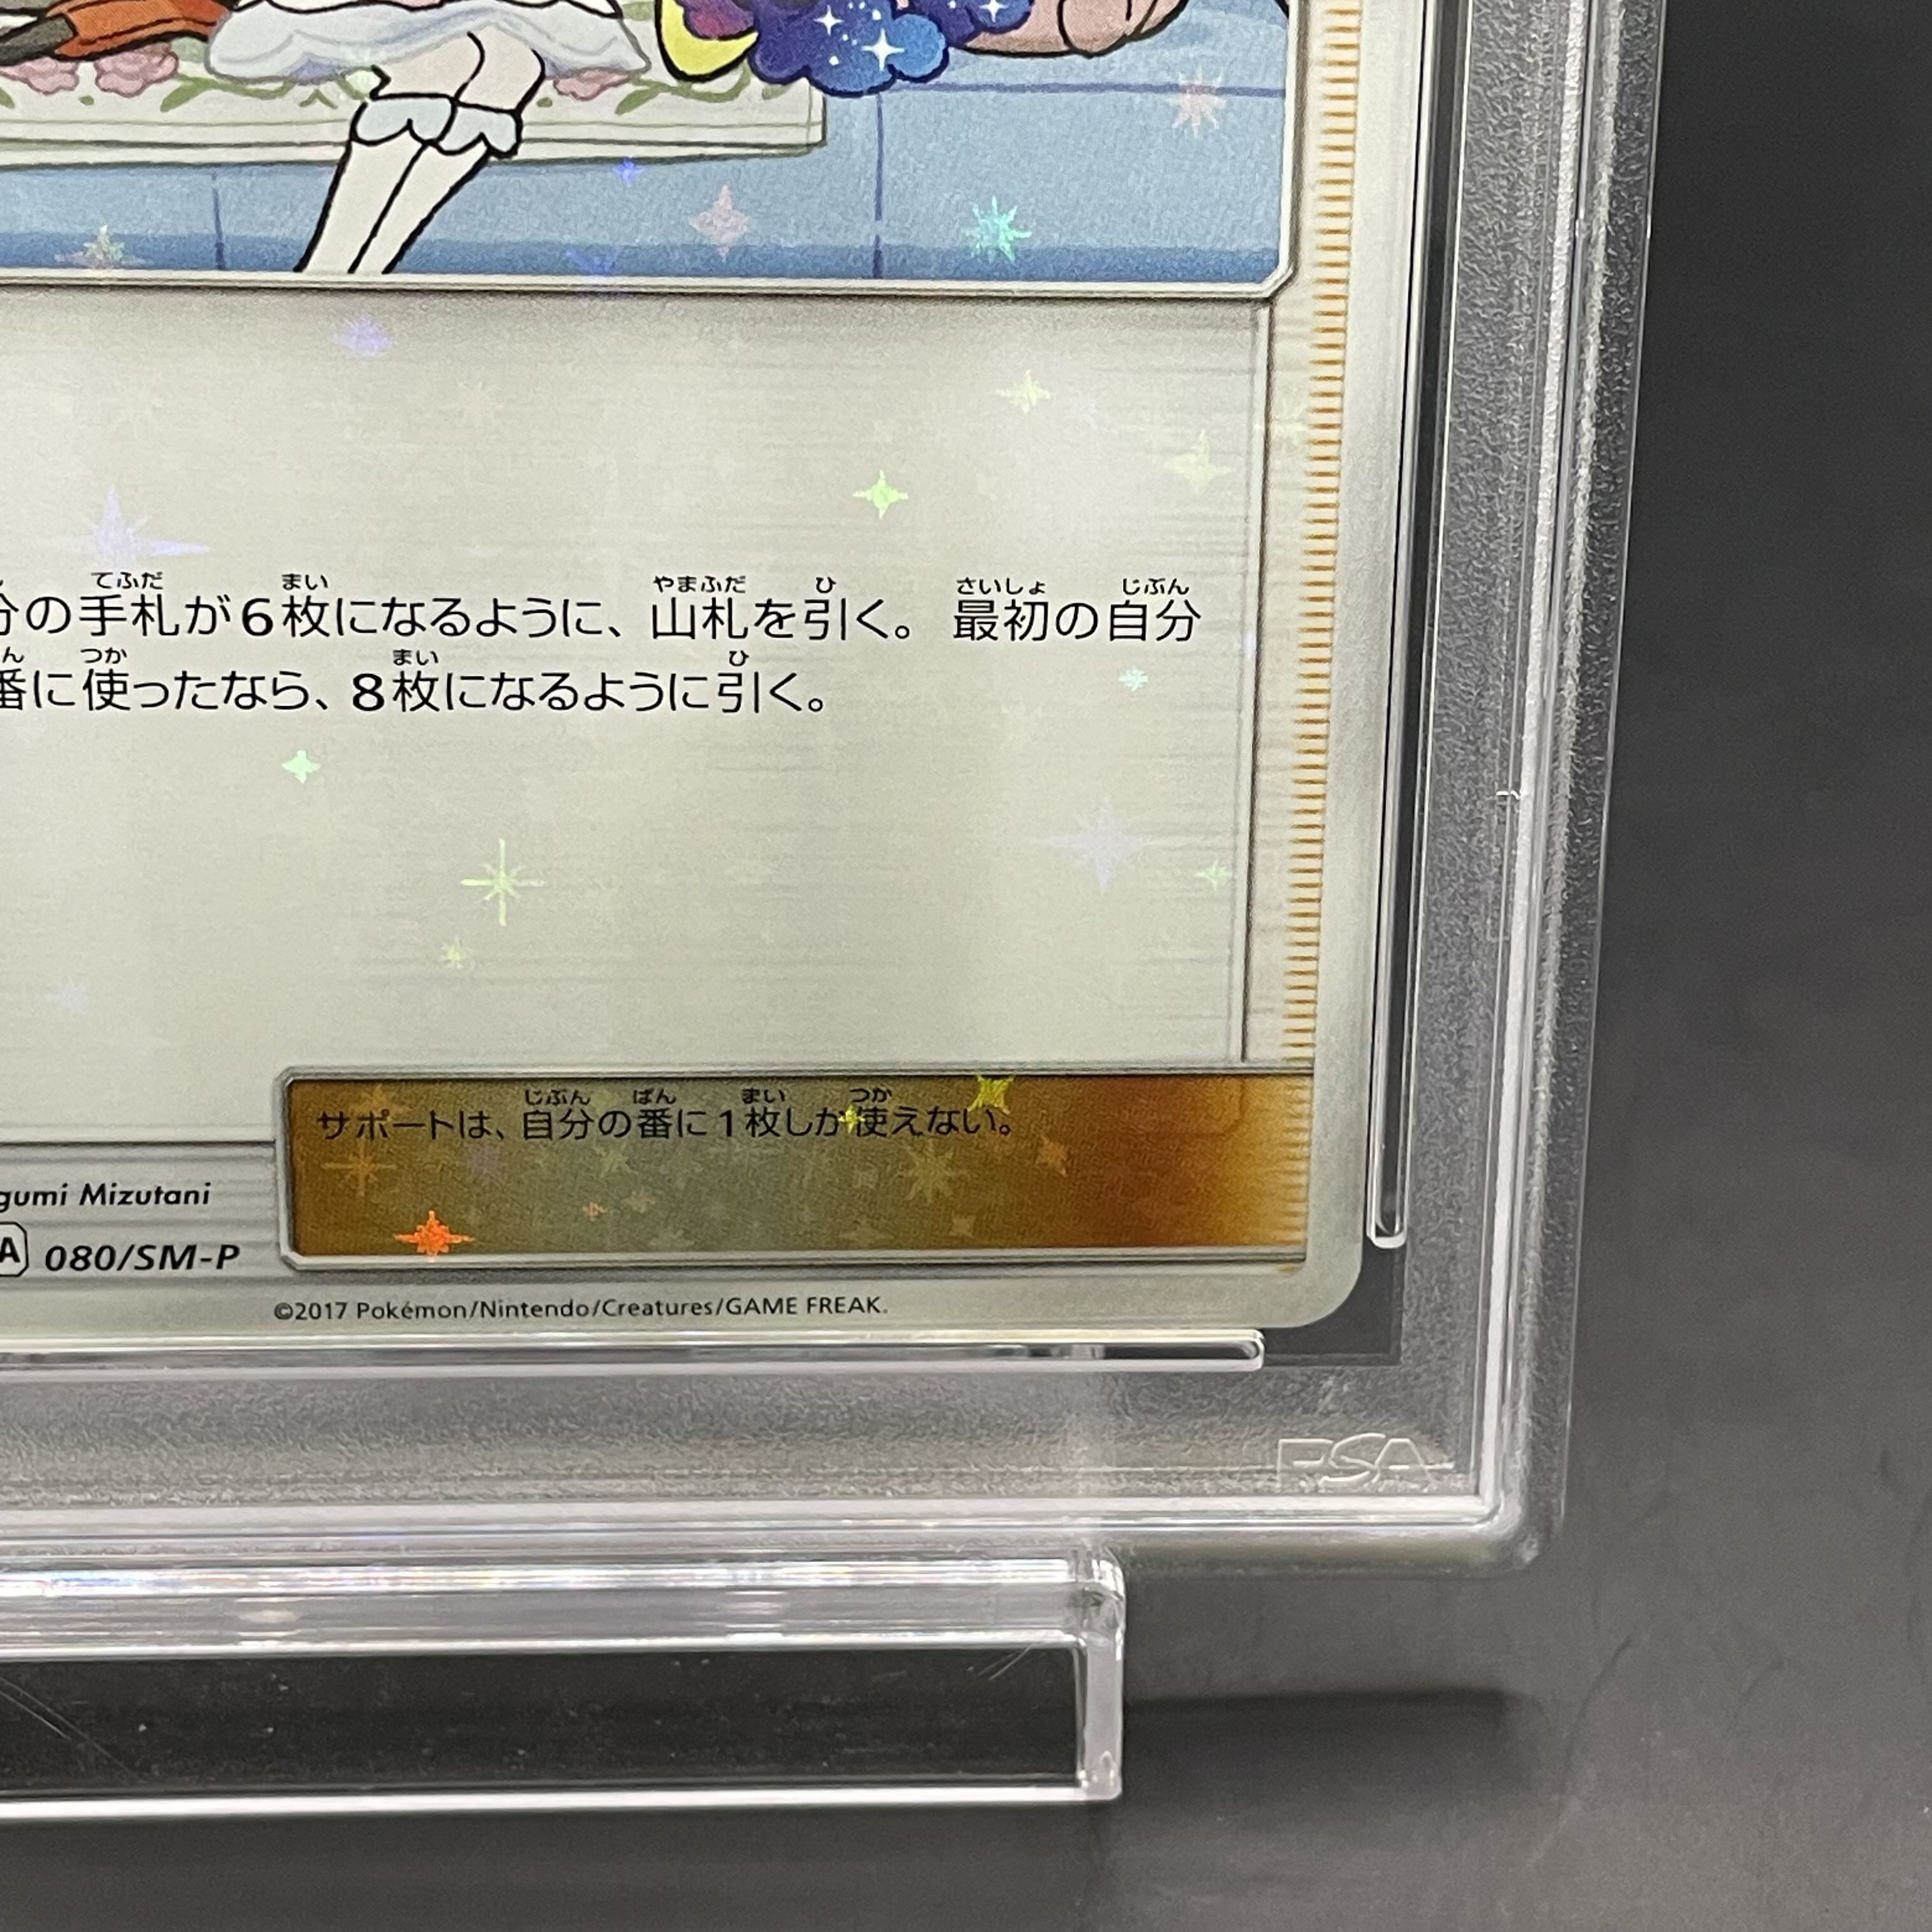 分の手札が6枚になるように、山札を引く。最初の自分
番に使ったなら、8枚になるように引く。
サポートは、自分の番に1枚しか使えない。
gumi Mizutani
A 080/SM-P
©2017 Pokémon/Nintendo/Creatures/GAME FREAK.
PSA